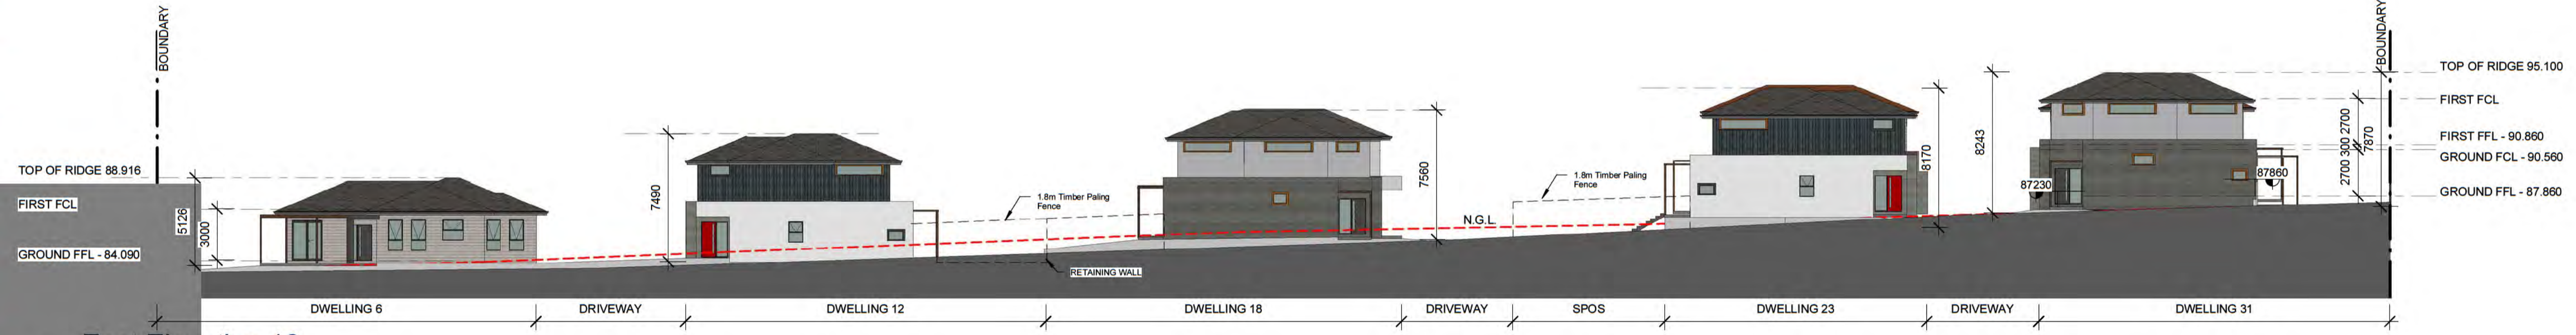 BOUNDARY
TOP OF RIDGE 88.916
FIRST FCL
GROUND FFL - 84.090
5126
3000
7490
1.8m Timber Paling
Fence
RETAINING WALL
7560
N.G.L.
1.8m Timber Paling
Fence
8170
8243
87230
87860
2700 300 2700
7870
BOUNDARY
TOP OF RIDGE 95.100
FIRST FCL
FIRST FFL - 90.860
GROUND FCL - 90.560
GROUND FFL - 87.860
DWELLING 6
DRIVEWAY
DWELLING 12
DWELLING 18
DRIVEWAY
SPOS
DWELLING 23
DRIVEWAY
DWELLING 31